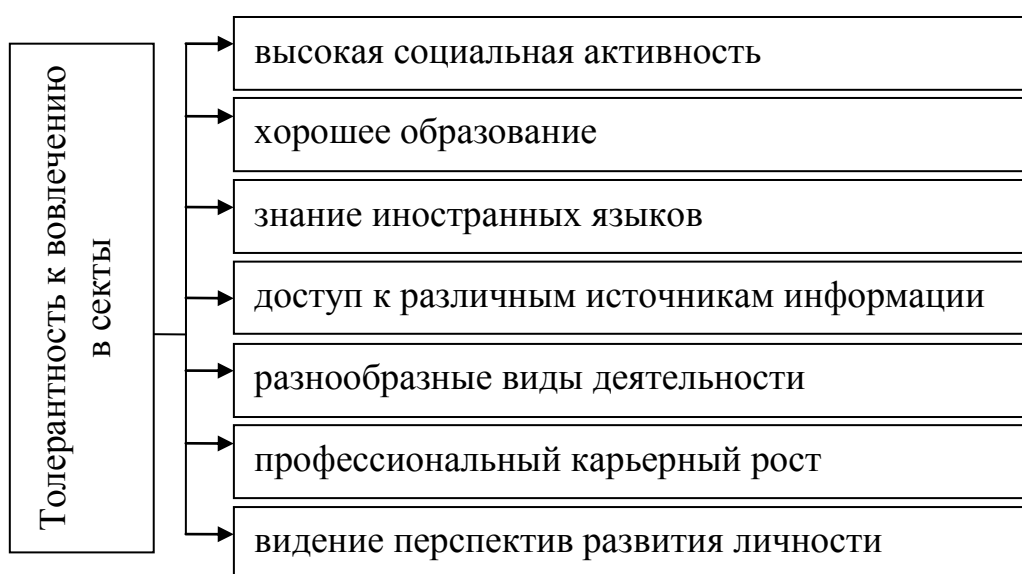 Толерантность к вовлечению
в секты
высокая социальная активность
хорошее образование
знание иностранных языков
доступ к различным источникам информации
разнообразные виды деятельности
профессиональный карьерный рост
видение перспектив развития личности